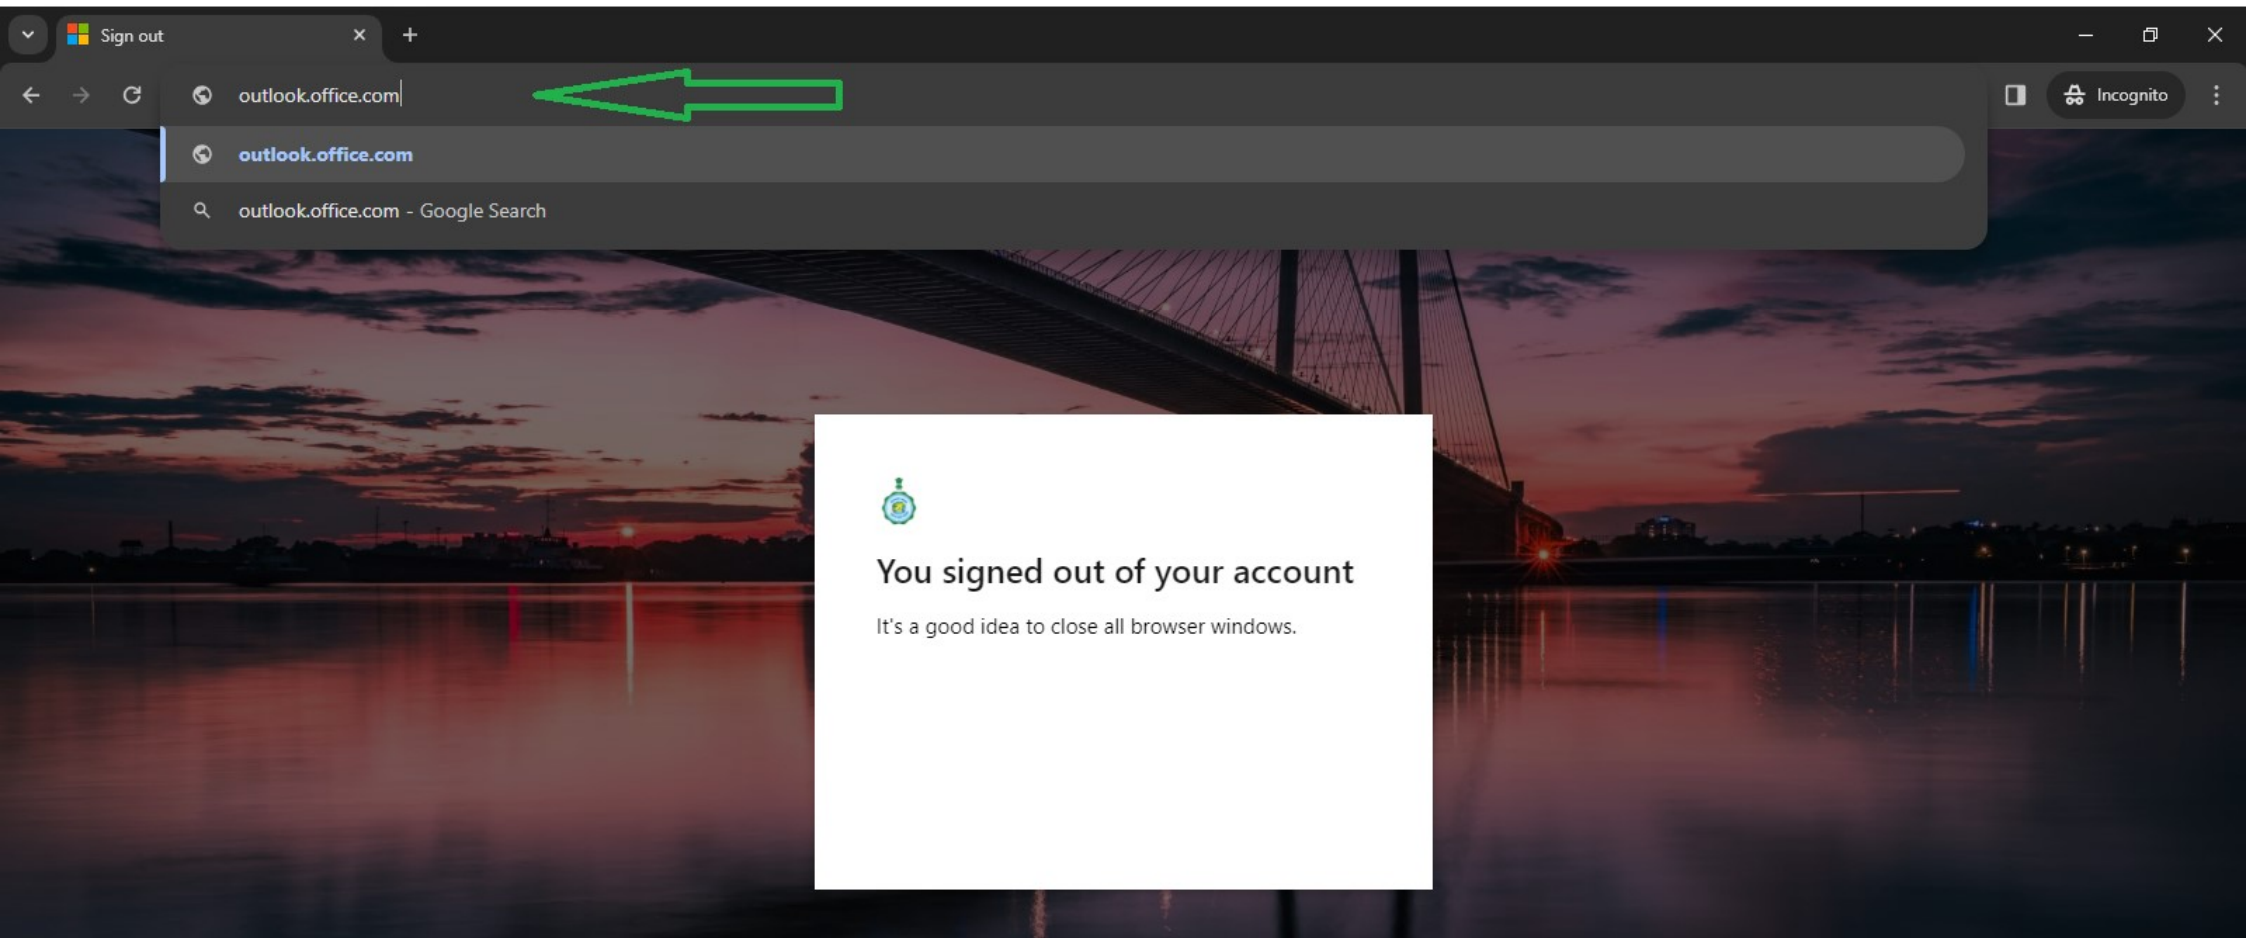 Sign out
outlook.office.com
Incognito
outlook.office.com
outlook.office.com - Google Search
You signed out of your account
It's a good idea to close all browser windows.